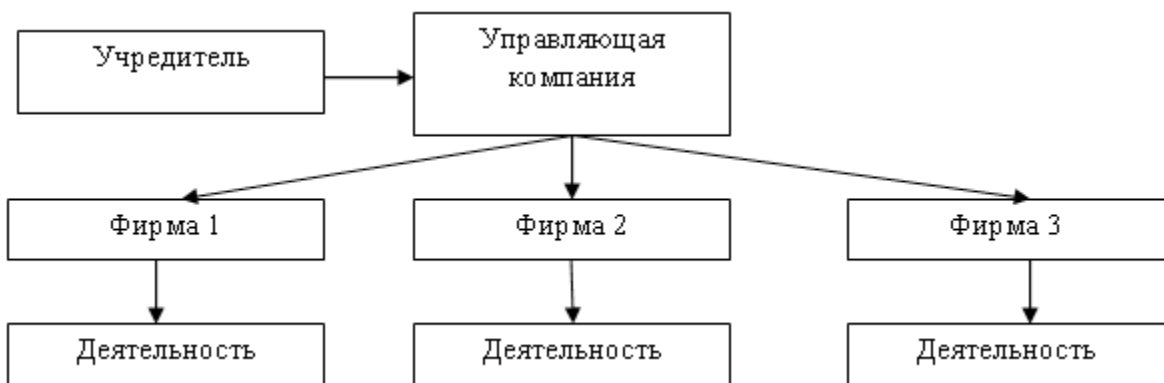 Учредитель
Управляющая
компания
Фирма 1
Фирма 2
Фирма 3
Деятельность
Деятельность
Деятельность